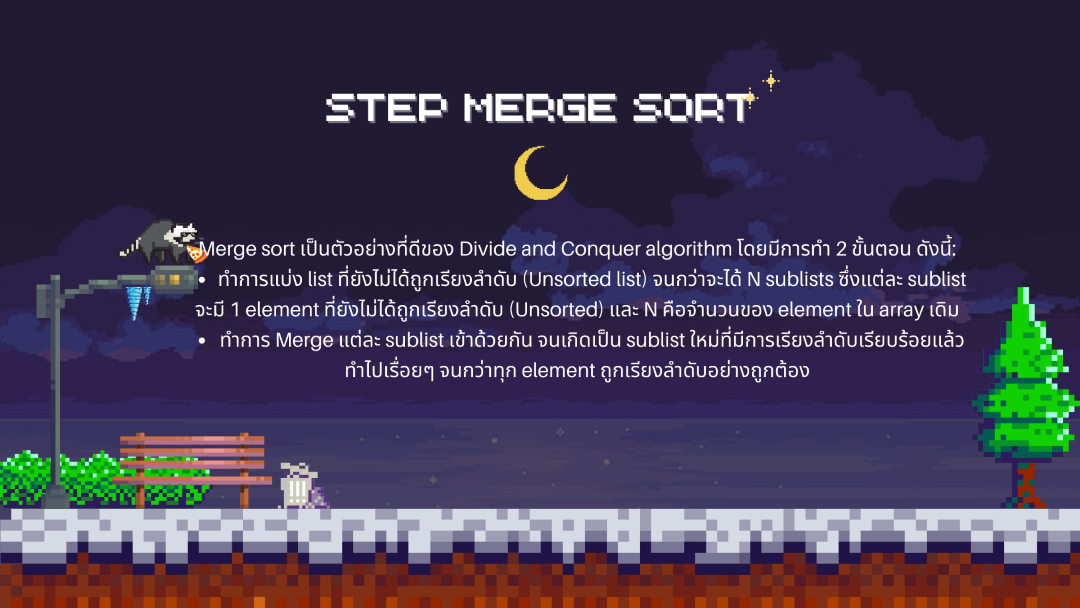 STEP MERGE SORT
Merge sort เป็นตัวอย่างที่ดีของ Divide and Conquer algorithm โดยมีการทำ 2 ขั้นตอน ดังนี้:
• ทำการแบ่ง list ที่ยังไม่ได้ถูกเรียงลำดับ (Unsorted list) จนกว่าจะได้ N sublists ซึ่งแต่ละ sublist
จะมี 1 element ที่ยังไม่ได้ถูกเรียงลำดับ (Unsorted) และ N คือจำนวนของ element ใน array เดิม
• ทำการ Merge แต่ละ sublist เข้าด้วยกัน จนเกิดเป็น sublist ใหม่ที่มีการเรียงลำดับเรียบร้อยแล้ว
ทำไปเรื่อยๆ จนกว่าทุก element ถูกเรียงลำดับอย่างถูกต้อง